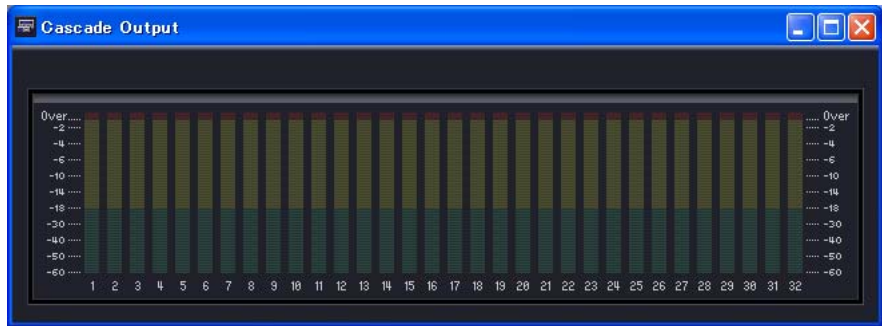 Cascade Output
Over..... ..... Over
-2 ..... ..... -2
-4 ..... ..... -4
-6 ..... ..... -6
-10 ..... ..... -10
-14 ..... ..... -14
-18 ..... ..... -18
-30 ..... ..... -30
-40 ..... ..... -40
-50 ..... ..... -50
-60 ..... ..... -60
1 2 3 4 5 6 7 8 9 10 11 12 13 14 15 16 17 18 19 20 21 22 23 24 25 26 27 28 29 30 31 32